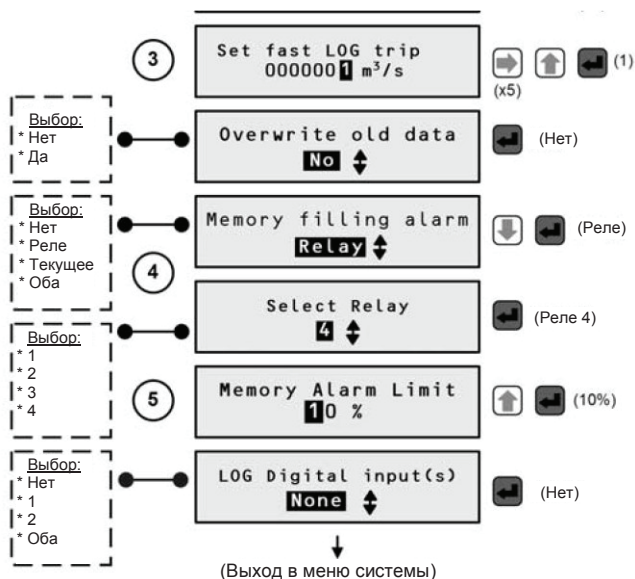 3
Set fast LOG trip
0000001 m³/s
(1)
(x5)
Выбор:
* Нет
* Да
Overwrite old data
No
(Нет)
Выбор:
* Нет
* Реле
* Текущее
* Оба
Memory filling alarm
Relay
(Реле)
4
Select Relay
4
(Реле 4)
Выбор:
* 1
* 2
* 3
* 4
5
Memory Alarm Limit
10 %
(10%)
Выбор:
* Нет
* 1
* 2
* Оба
LOG Digital input(s)
None
(Нет)
(Выход в меню системы)